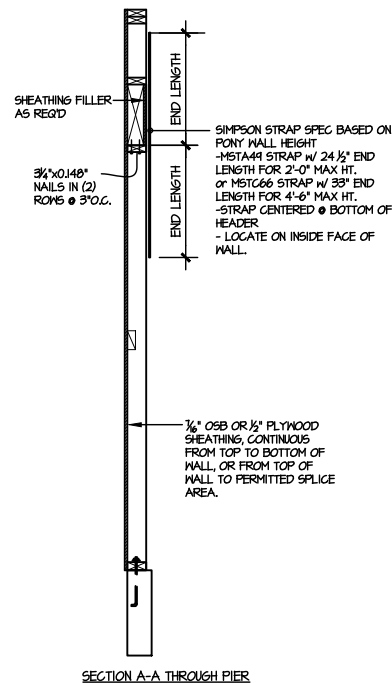 SHEATHING FILLER
AS REQ'D
3¼"x0.148"
NAILS IN (2)
ROWS @ 3"O.C.
END LENGTH
END LENGTH
SIMPSON STRAP SPEC BASED ON
PONY WALL HEIGHT
-MSTA49 STRAP W/ 24 ½" END
LENGTH FOR 2'-0" MAX HT.
or MSTC66 STRAP W/ 33" END
LENGTH FOR 4'-6" MAX HT.
-STRAP CENTERED @ BOTTOM OF
HEADER
- LOCATE ON INSIDE FACE OF
WALL.
7⁄16" OSB OR ½" PLYWOOD
SHEATHING, CONTINUOUS
FROM TOP TO BOTTOM OF
WALL, OR FROM TOP OF
WALL TO PERMITTED SPLICE
AREA.
SECTION A-A THROUGH PIER